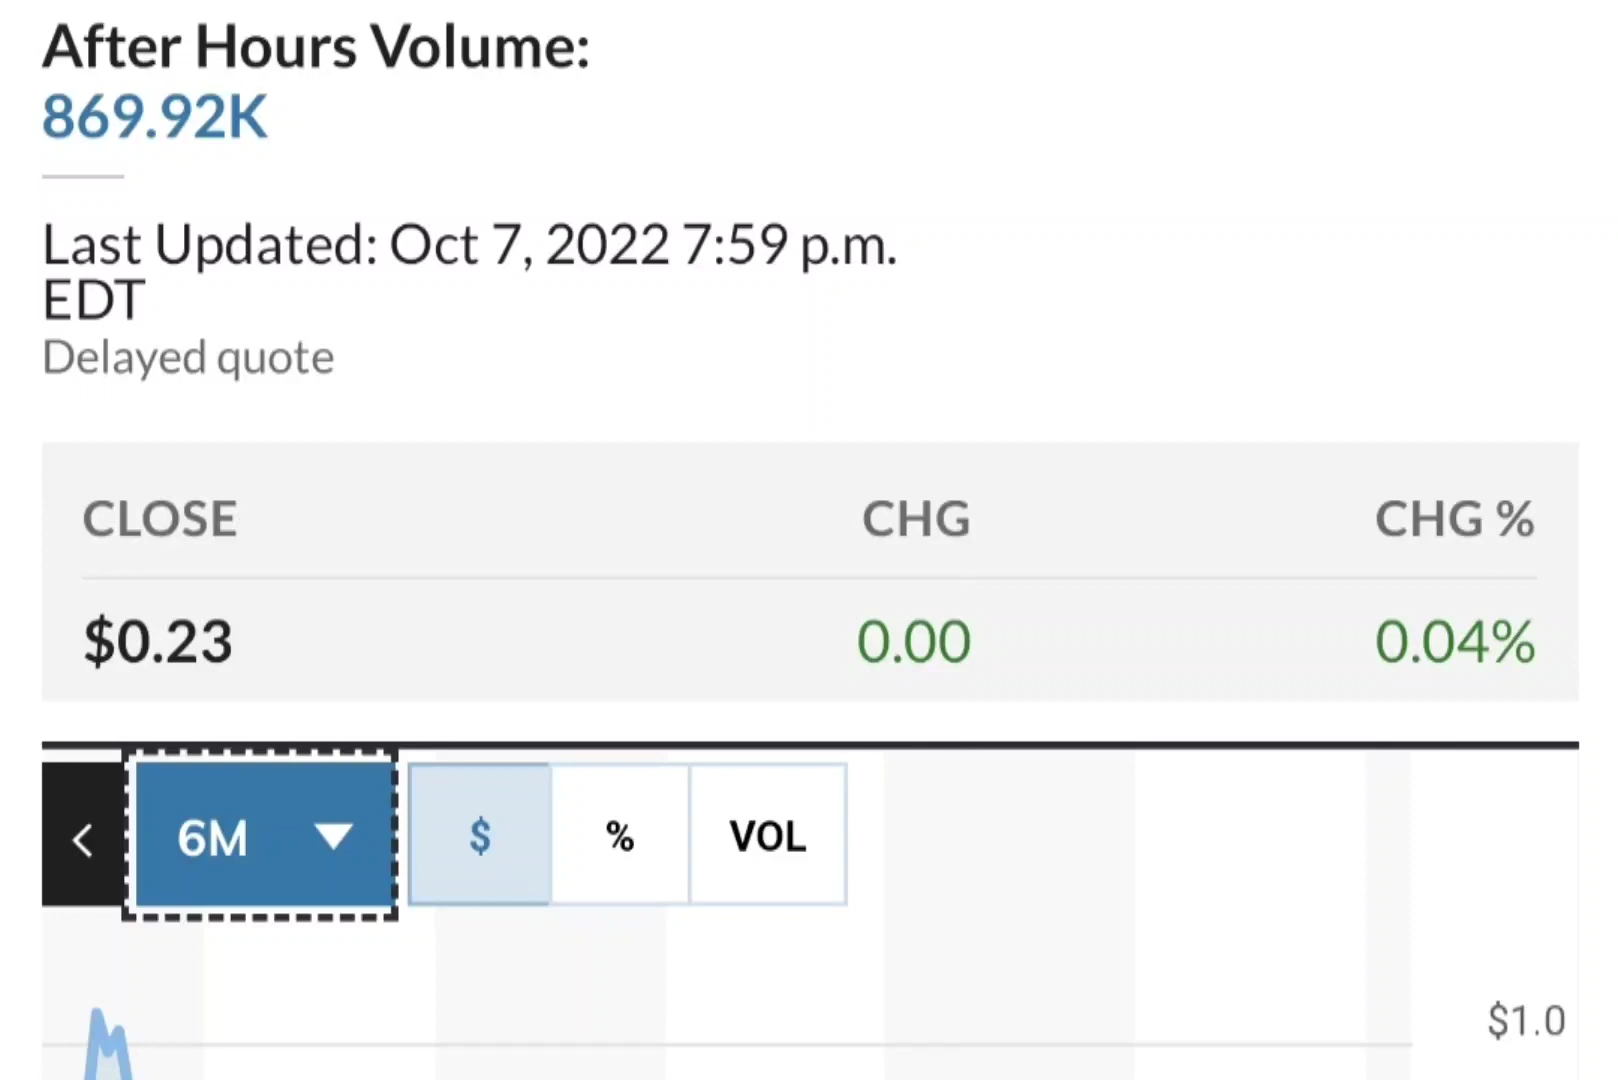 After Hours Volume:
869.92K
Last Updated: Oct 7, 2022 7:59 p.m.
EDT
Delayed quote
CLOSE CHG CHG %
$0.23 0.00 0.04%
6M $ % VOL
$1.0